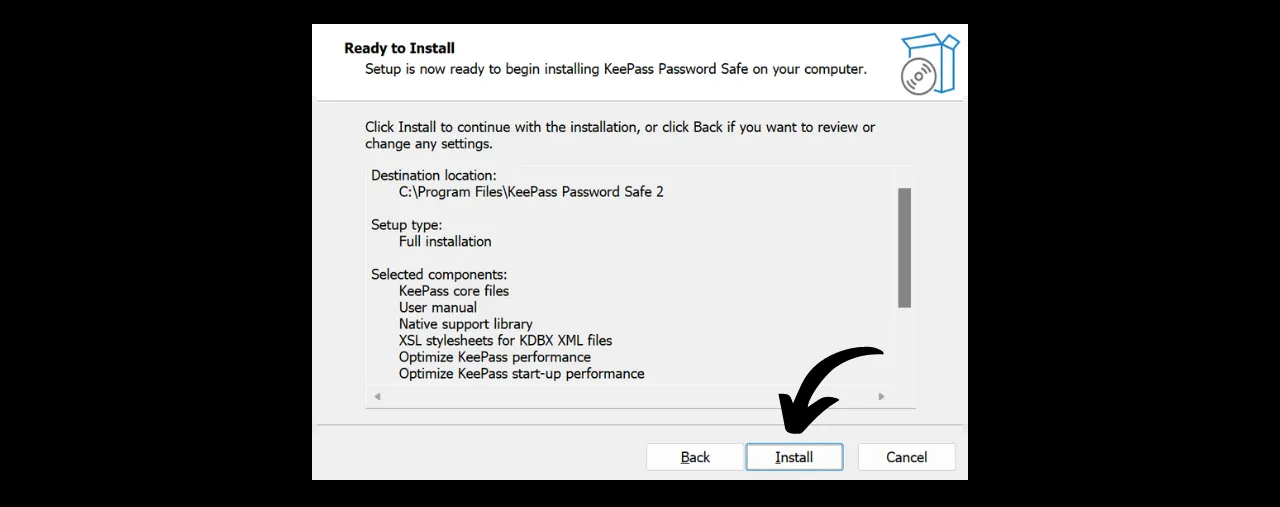 Ready to Install
Setup is now ready to begin installing KeePass Password Safe on your computer.
Click Install to continue with the installation, or click Back if you want to review or
change any settings.
Destination location:
C:\Program Files\KeePass Password Safe 2
Setup type:
Full installation
Selected components:
KeePass core files
User manual
Native support library
XSL stylesheets for KDBX XML files
Optimize KeePass performance
Optimize KeePass start-up performance
Back Install Cancel